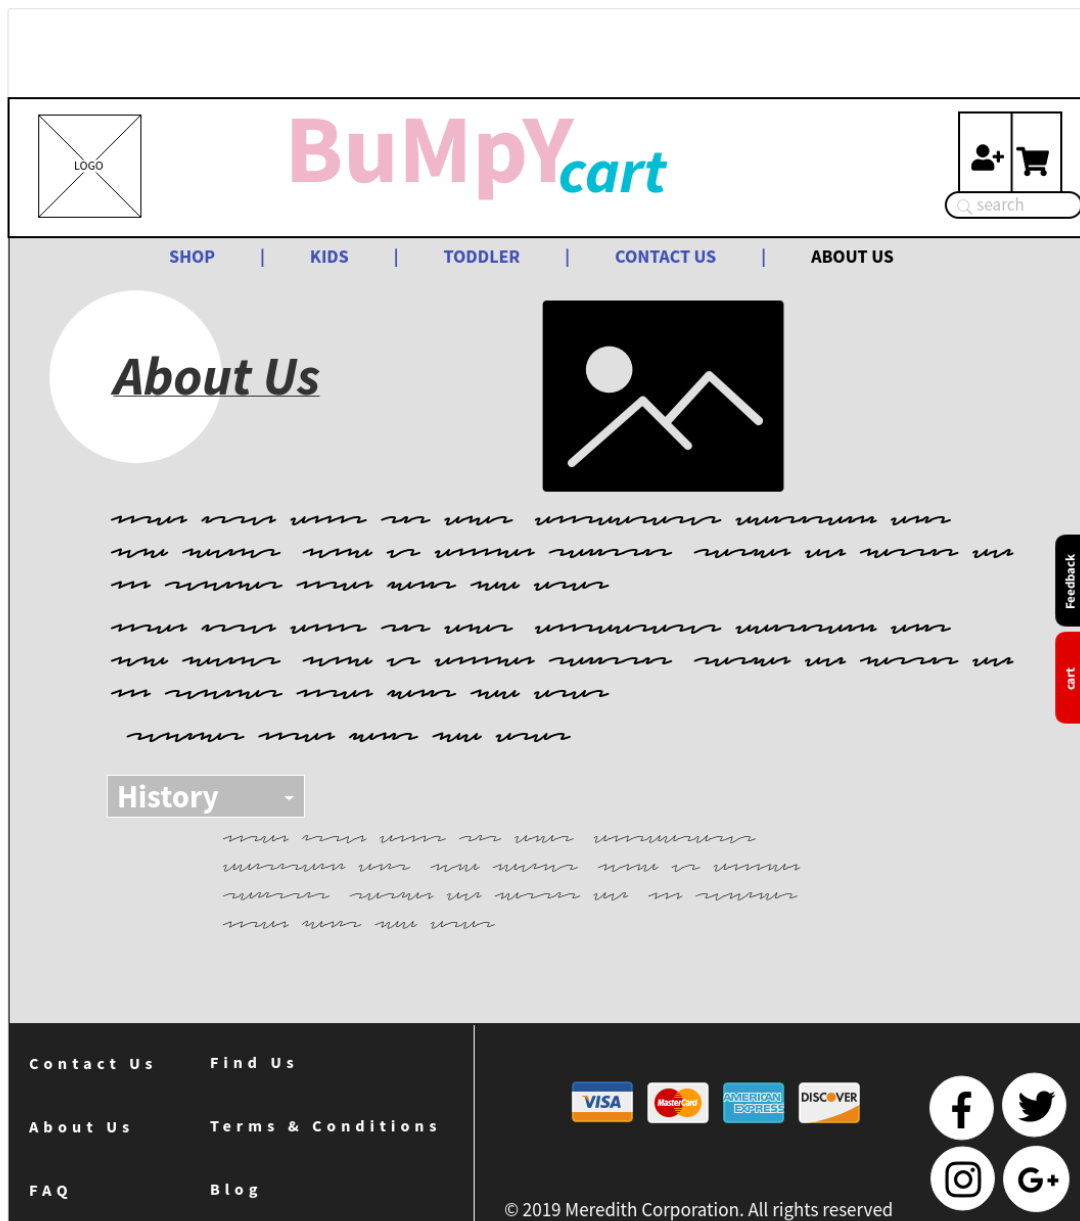 LOGO
BuMpY cart
search
SHOP | KIDS | TODDLER | CONTACT US | ABOUT US
About Us
Feedback
cart
History
Contact Us
Find Us
About Us
Terms & Conditions
FAQ
Blog
VISA
MasterCard
AMERICAN EXPRESS
DISCOVER
G+
© 2019 Meredith Corporation. All rights reserved